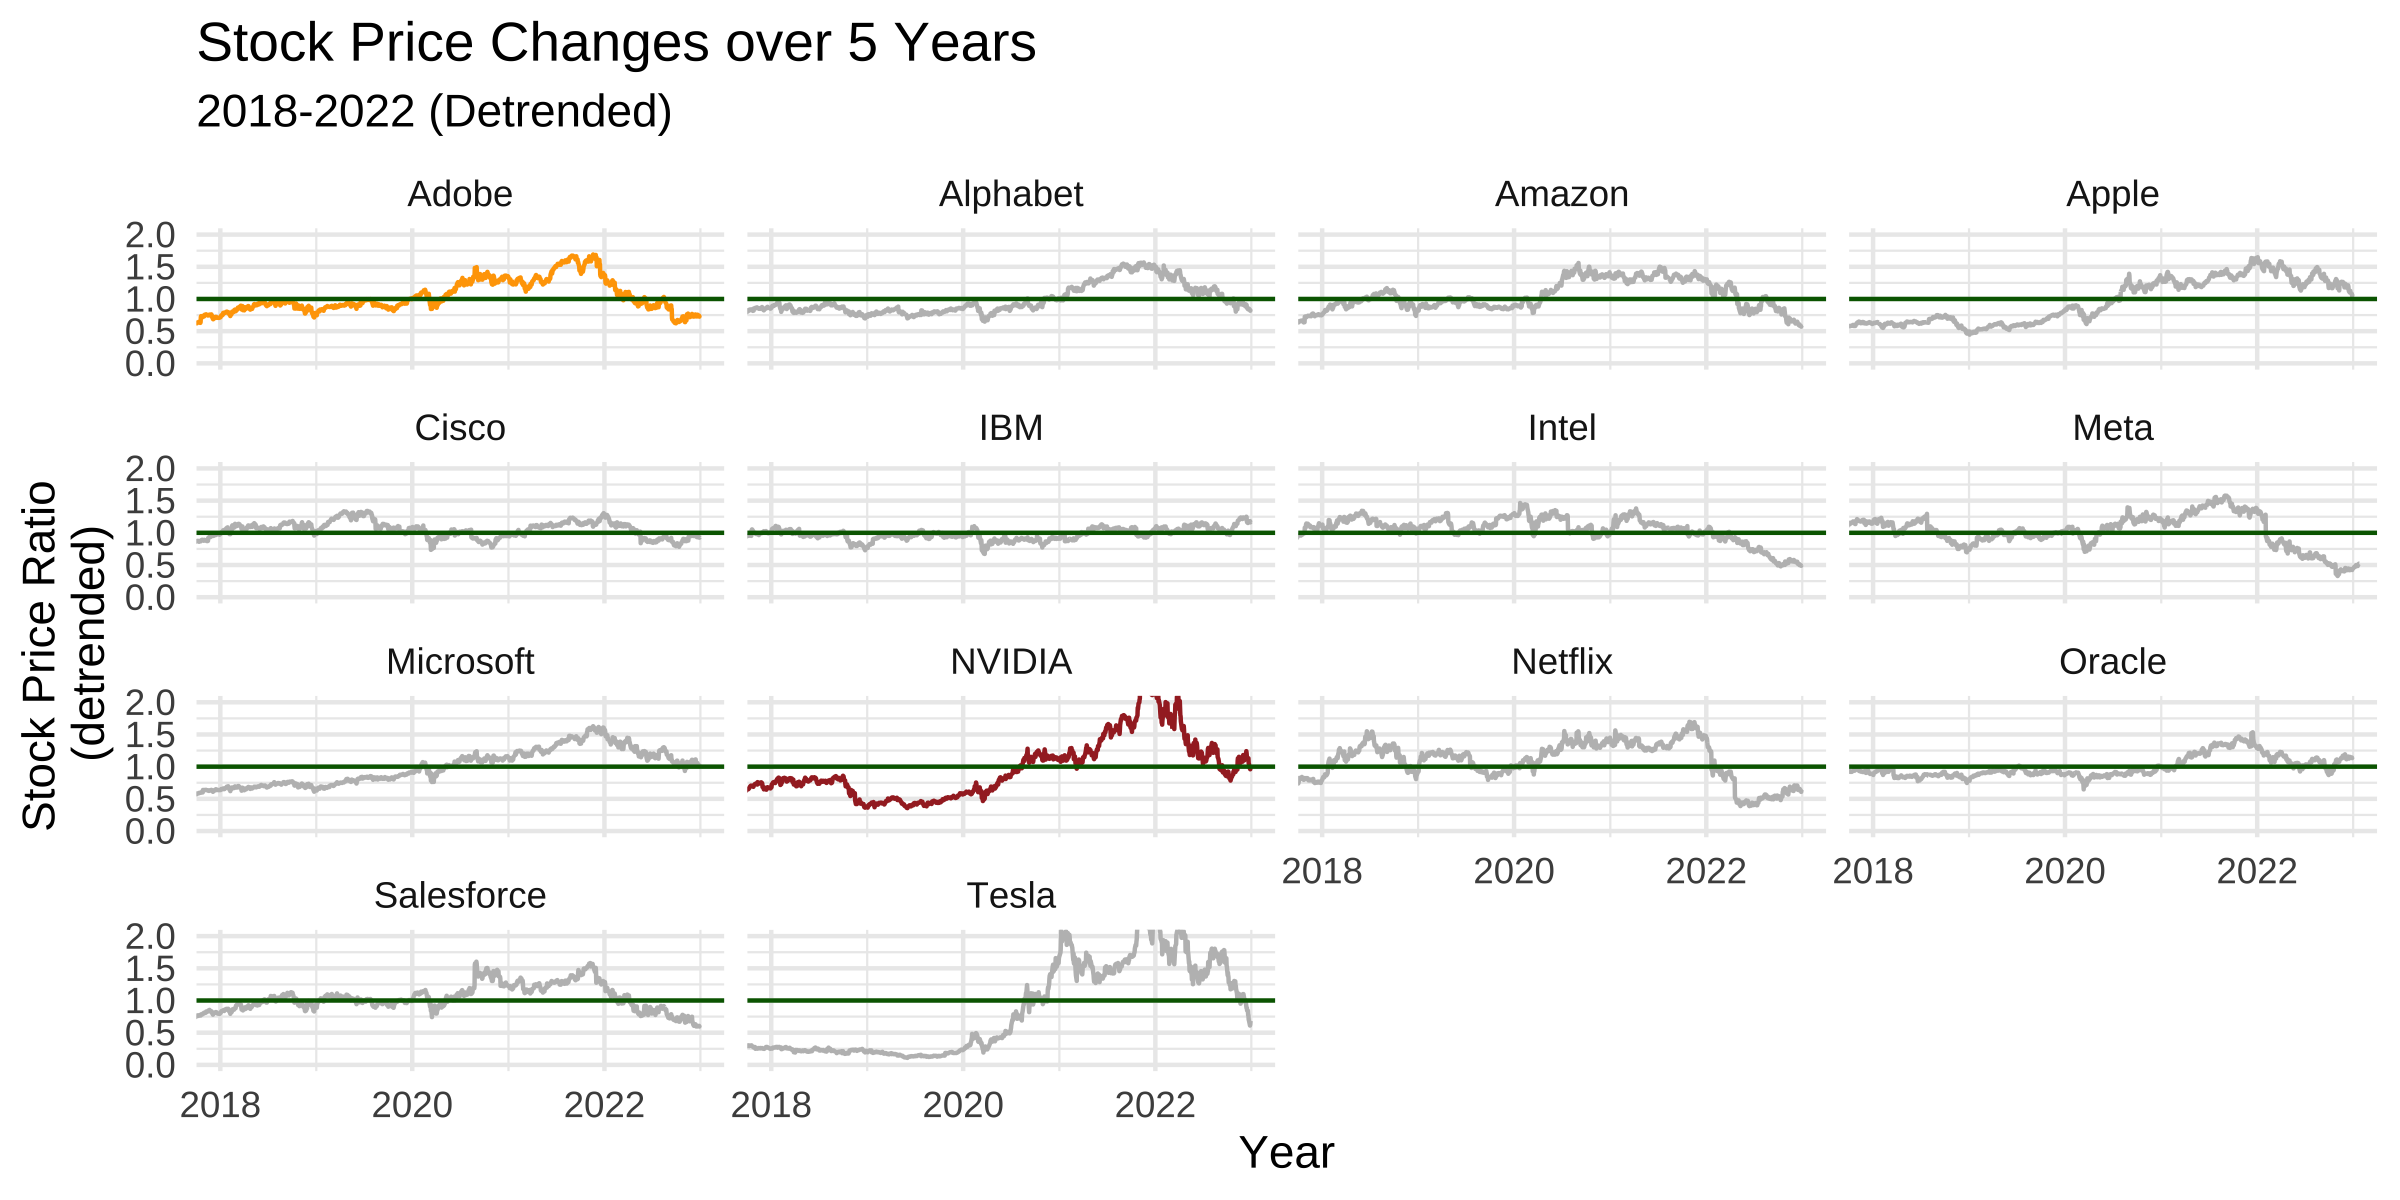 Stock Price Changes over 5 Years
2018-2022 (Detrended)
Adobe
Alphabet
Amazon
Apple
2.0
1.5
1.0
0.5
0.0
Cisco
IBM
Intel
Meta
2.0
1.5
1.0
0.5
0.0
Stock Price Ratio
(detrended)
Microsoft
NVIDIA
Netflix
Oracle
2.0
1.5
1.0
0.5
0.0
2018 2020 2022
2018 2020 2022
Salesforce
Tesla
2.0
1.5
1.0
0.5
0.0
2018 2020 2022
2018 2020 2022
Year